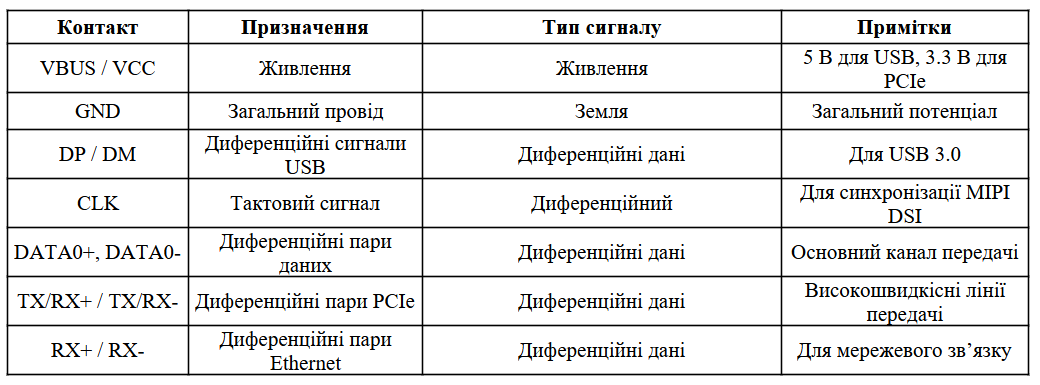 Контакт Призначення Тип сигналу Примітки
VBUS / VCC Живлення Живлення 5 В для USB, 3.3 В для
PCIe
GND Загальний провід Земля Загальний потенціал
DP / DM Диференційні сигнали
USB Диференційні дані Для USB 3.0
CLK Тактовий сигнал Диференційний Для синхронізації MIPI
DSI
DATA0+, DATA0- Диференційні пари
даних Диференційні дані Основний канал передачі
TX/RX+ / TX/RX- Диференційні пари PCIe Диференційні дані Високошвидкісні лінії
передачі
RX+ / RX- Диференційні пари
Ethernet Диференційні дані Для мережевого зв’язку